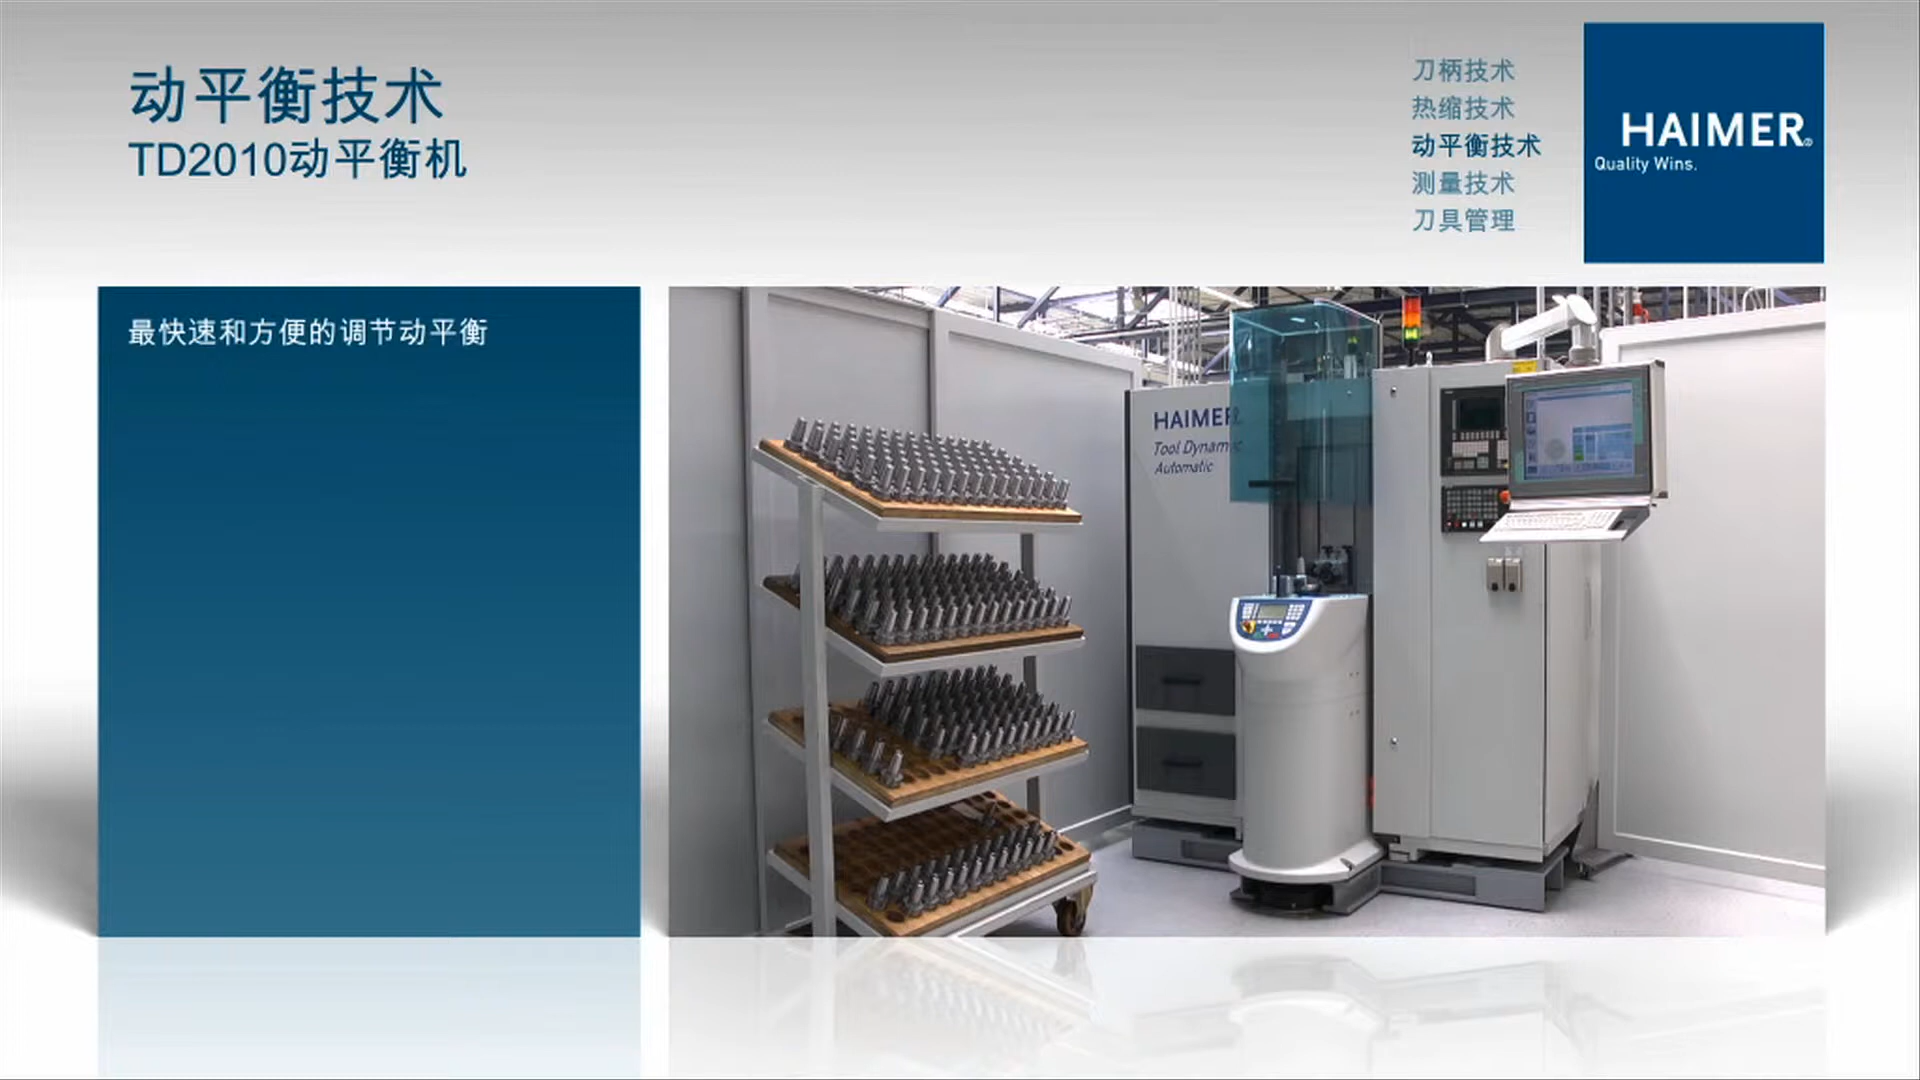 动平衡技术
TD2010动平衡机
刀柄技术
热缩技术
动平衡技术
测量技术
刀具管理
HAIMER®
Quality Wins.
最快速和方便的调节动平衡
HAIMER
Tool Dynamic
Automatic